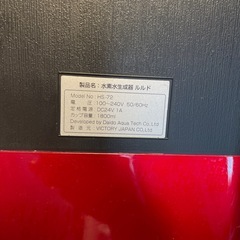 製品名：水素水生成器 ルルド
Model No : HS-72
電　圧 : 100~240V 50/60Hz
定格電流 : DC24V 1A
カップ容量 : 1800ml
Developed by Daido Aqua Tech Co.,Ltd
製造元 : VICTORY JAPAN CO.,LTD